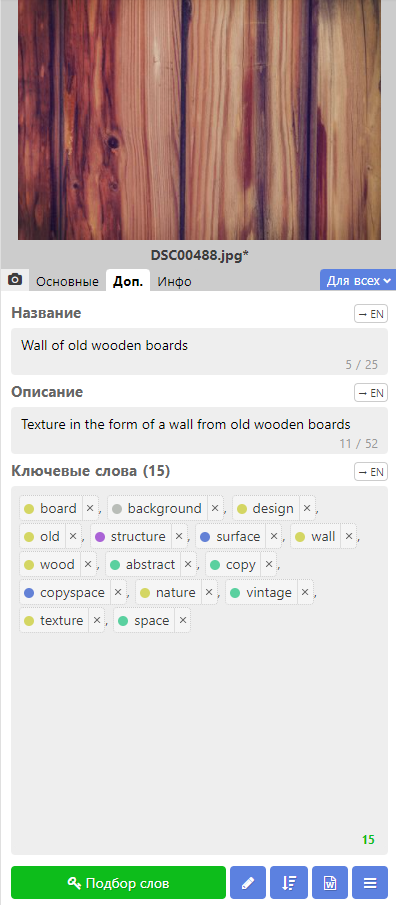 DSC00488.jpg*
Основные Доп. Инфо Для всех
Название → EN
Wall of old wooden boards
5 / 25
Описание → EN
Texture in the form of a wall from old wooden boards
11 / 52
Ключевые слова (15) → EN
board ×, background ×, design ×,
old ×, structure ×, surface ×, wall ×,
wood ×, abstract ×, copy ×,
copyspace ×, nature ×, vintage ×,
texture ×, space ×
15
Подбор слов